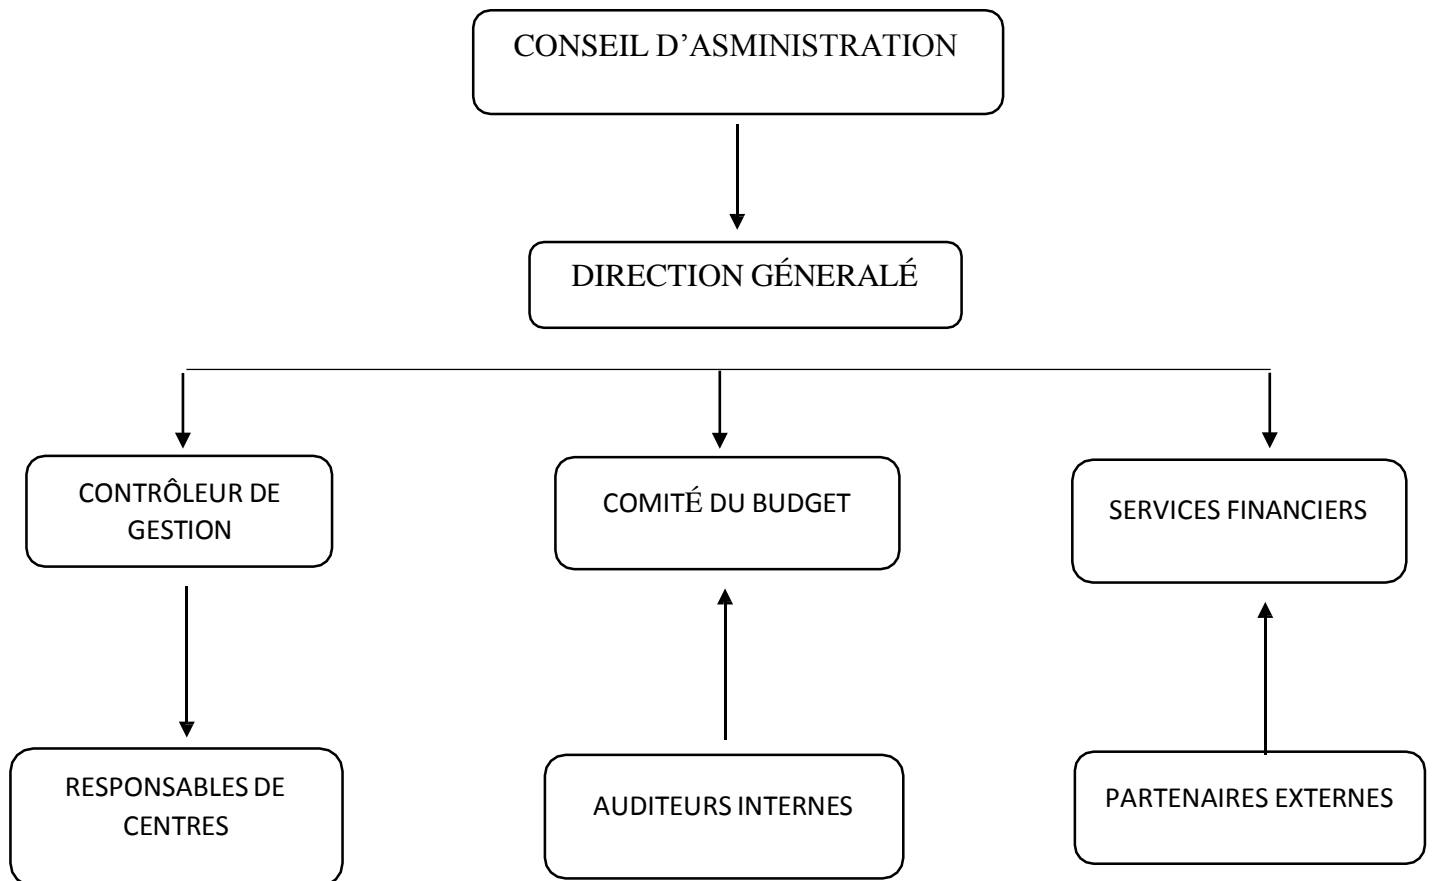 CONSEIL D’ASMINISTRATION
DIRECTION GÉNERALÉ
CONTRÔLEUR DE
GESTION
COMITÉ DU BUDGET
SERVICES FINANCIERS
RESPONSABLES DE
CENTRES
AUDITEURS INTERNES
PARTENAIRES EXTERNES